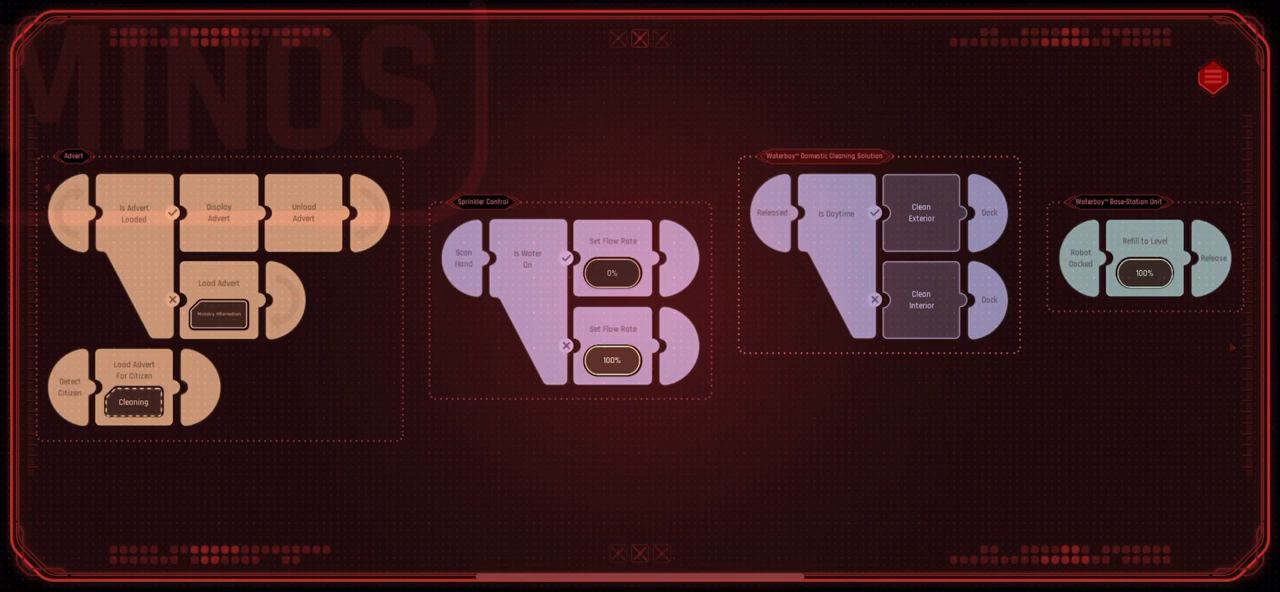 MINOS
Advert
Is Advert
Loaded
Display
Advert
Unload
Advert
Load Advert
Ministry Information
Detect
Citizen
Load Advert
For Citizen
Cleaning
Sprinkler Control
Scan
Hand
Is Water
On
Set Flow Rate
0%
Set Flow Rate
100%
Waterboy™ Domestic Cleaning Solution
Released
Is Daytime
Clean
Exterior
Dock
Clean
Interior
Dock
Waterboy™ Base-Station Unit
Robot
Docked
Refill to Level
100%
Release